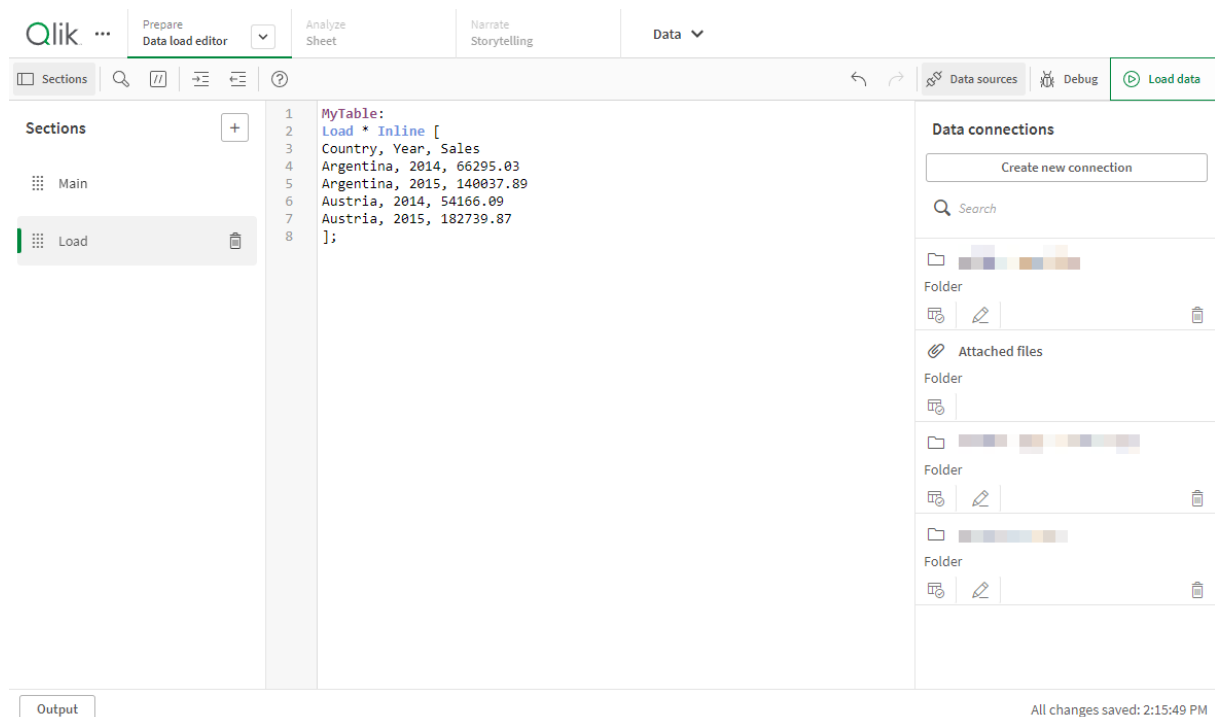 Qlik
Prepare
Data load editor
Analyze
Sheet
Narrate
Storytelling
Data
Sections
//
?
Data sources
Debug
Load data
Sections
+
Main
Load
1 MyTable:
2 Load * Inline [
3 Country, Year, Sales
4 Argentina, 2014, 66295.03
5 Argentina, 2015, 140037.89
6 Austria, 2014, 54166.09
7 Austria, 2015, 182739.87
8 ];
Data connections
Create new connection
Search
Folder
Attached files
Folder
Folder
Folder
Output
All changes saved: 2:15:49 PM